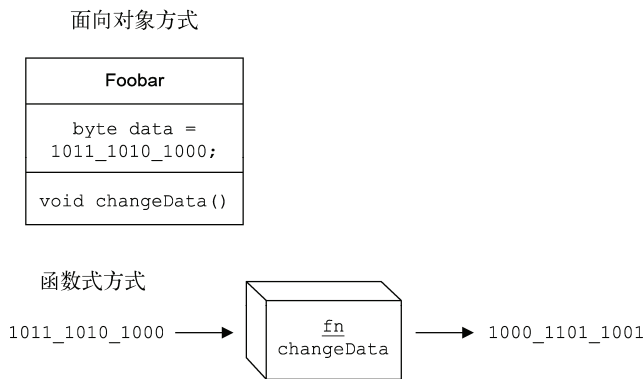 面向对象方式
Foobar
byte data =
1011_1010_1000;
void changeData()
函数式方式
1011_1010_1000
fn
changeData
1000_1101_1001